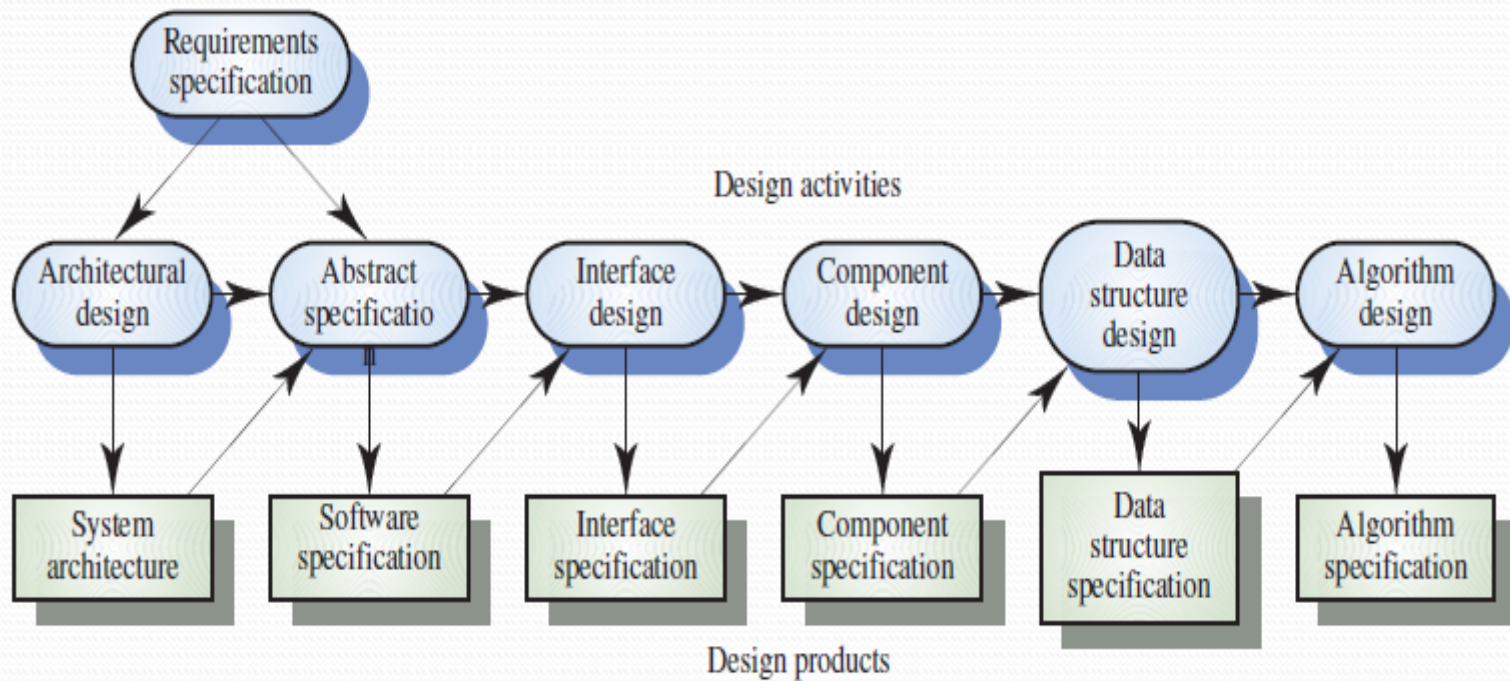 Requirements
specification
Design activities
Architectural
design
Abstract
specificatio
n
Interface
design
Component
design
Data
structure
design
Algorithm
design
System
architecture
Software
specification
Interface
specification
Component
specification
Data
structure
specification
Algorithm
specification
Design products